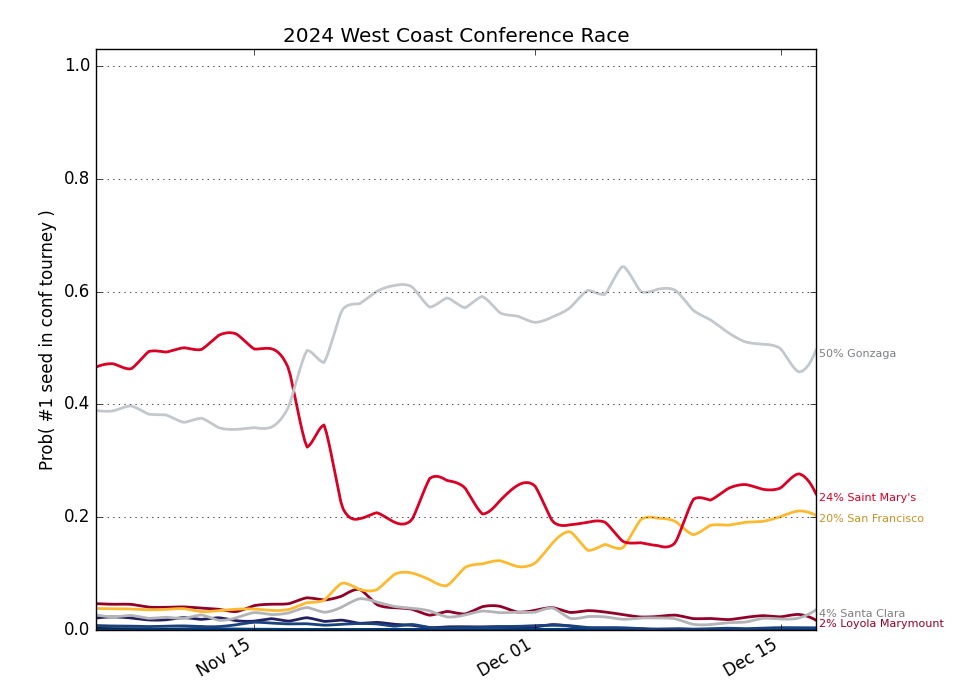 2024 West Coast Conference Race
Prob( #1 seed in conf tourney )
1.0
0.8
0.6
0.4
0.2
0.0
50% Gonzaga
24% Saint Mary's
20% San Francisco
4% Santa Clara
2% Loyola Marymount
Nov 15
Dec 01
Dec 15